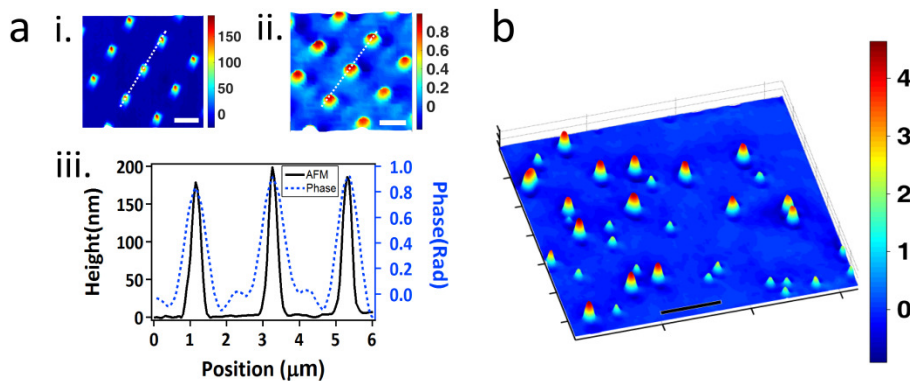 a
i.
150
100
50
0
ii.
0.8
0.6
0.4
0.2
0
iii.
Height(nm)
200
150
100
50
0
AFM
Phase
1.0
0.8
0.6
0.4
0.2
0.0
Phase(Rad)
0 1 2 3 4 5 6
Position (μm)
b
4
3
2
1
0